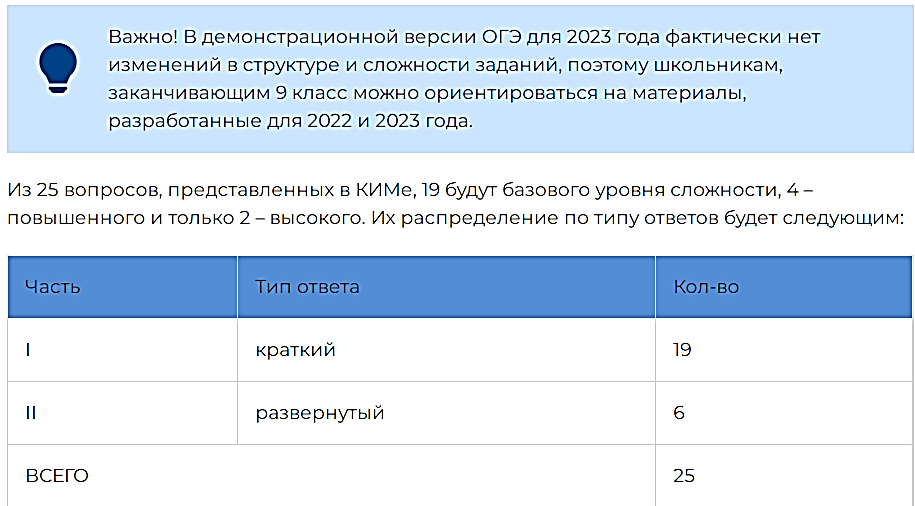 Важно! В демонстрационной версии ОГЭ для 2023 года фактически нет
изменений в структуре и сложности заданий, поэтому школьникам,
заканчивающим 9 класс можно ориентироваться на материалы,
разработанные для 2022 и 2023 года.
Из 25 вопросов, представленных в КИМе, 19 будут базового уровня сложности, 4 –
повышенного и только 2 – высокого. Их распределение по типу ответов будет следующим:
Часть Тип ответа Кол-во
I краткий 19
II развернутый 6
ВСЕГО 25